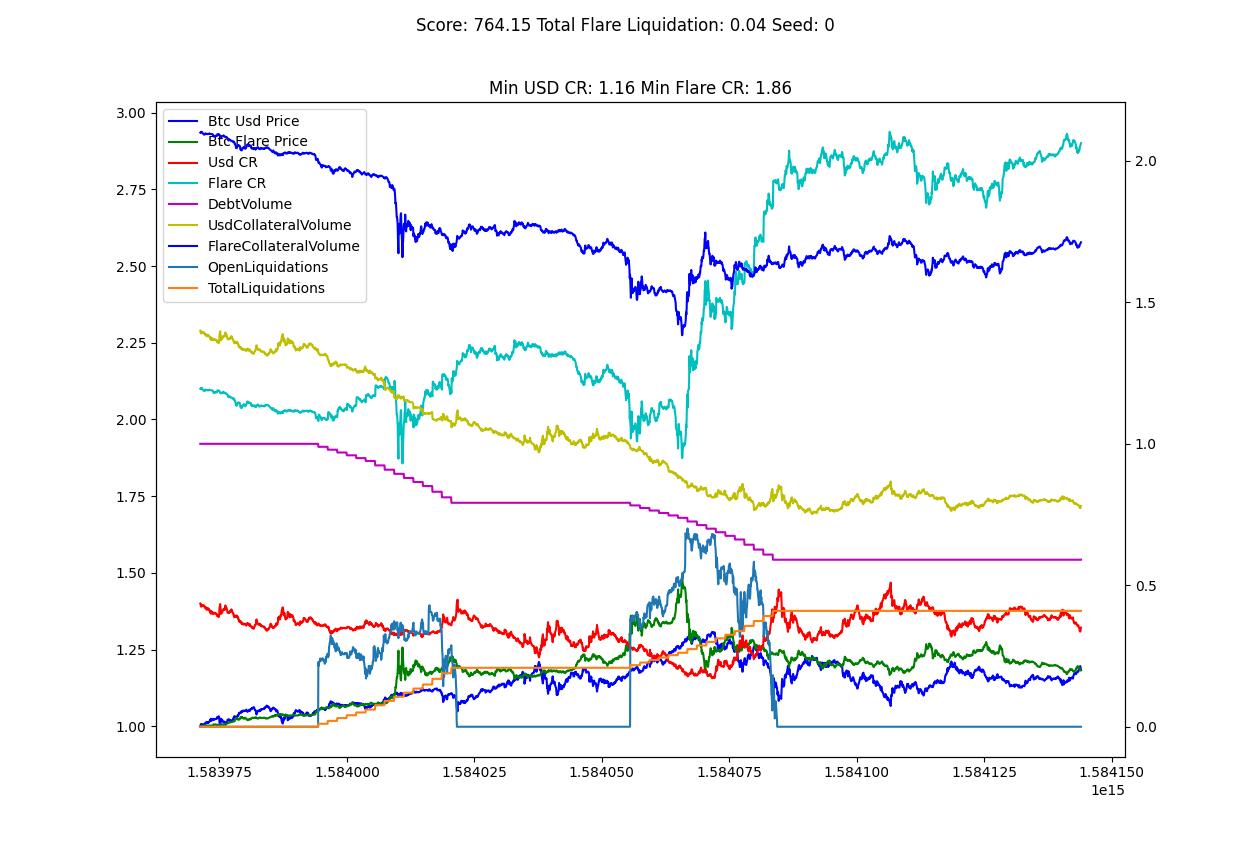 Score: 764.15 Total Flare Liquidation: 0.04 Seed: 0
Min USD CR: 1.16 Min Flare CR: 1.86
3.00
2.75
2.50
2.25
2.00
1.75
1.50
1.25
1.00
Btc Usd Price
Btc Flare Price
Usd CR
Flare CR
DebtVolume
UsdCollateralVolume
FlareCollateralVolume
OpenLiquidations
TotalLiquidations
2.0
1.5
1.0
0.5
0.0
1.583975 1.584000 1.584025 1.584050 1.584075 1.584100 1.584125 1.584150
1e15